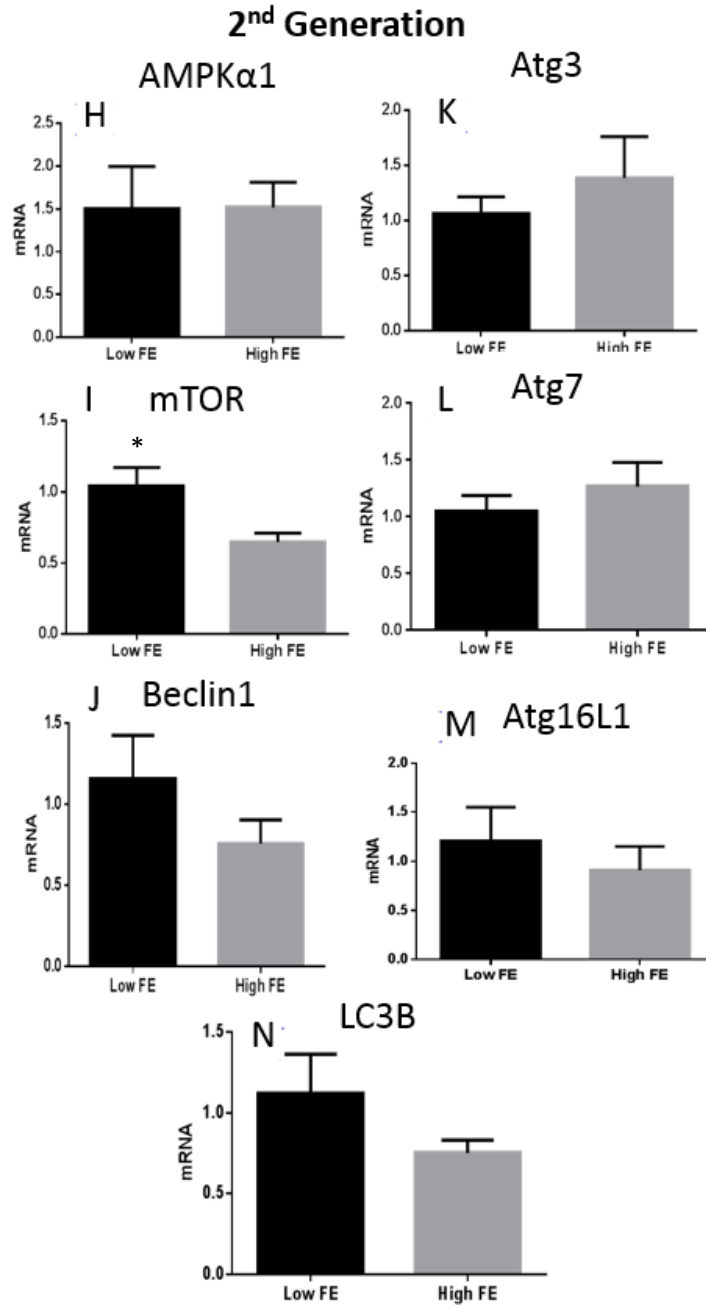 2nd Generation
AMPKα1
H
2.5
2.0
1.5
1.0
0.5
0.0
mRNA
Low FE
High FE
Atg3
K
2.0
1.5
1.0
0.5
0.0
mRNA
Low FE
High FE
I
mTOR
1.5
1.0
0.5
0.0
mRNA
*
Low FE
High FE
L
Atg7
2.0
1.5
1.0
0.5
0.0
mRNA
Low FE
High FE
J
Beclin1
1.5
1.0
0.5
0.0
mRNA
Low FE
High FE
M
Atg16L1
2.0
1.5
1.0
0.5
0.0
mRNA
Low FE
High FE
N
LC3B
1.5
1.0
0.5
0.0
mRNA
Low FE
High FE